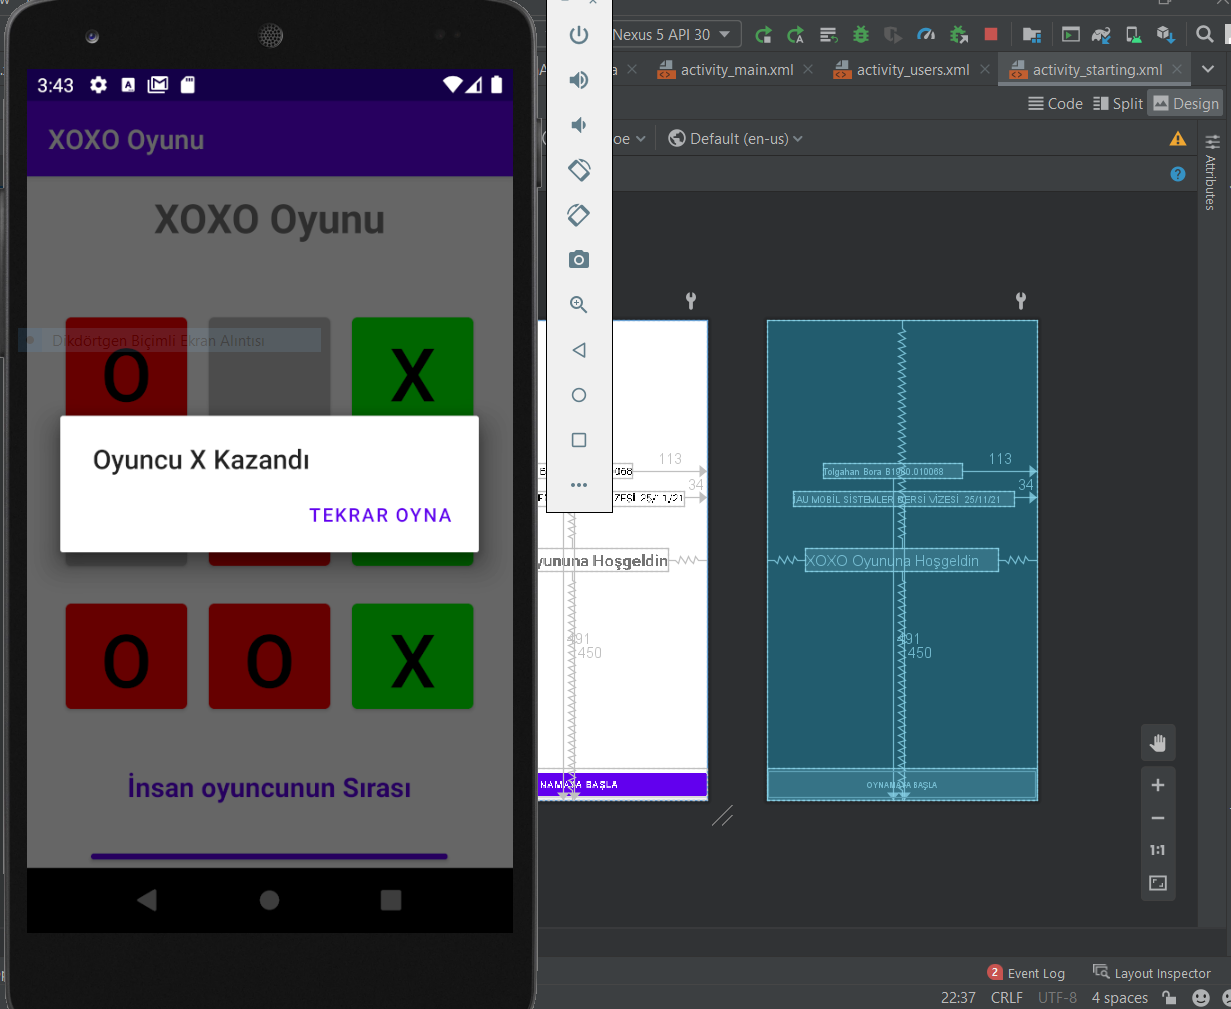 3:43
XOXO Oyunu
XOXO Oyunu
Dikdörtgen Biçimli Ekran Alıntısı
O
X
Oyuncu X Kazandı
TEKRAR OYNA
O
O
X
İnsan oyuncunun Sırası
Nexus 5 API 30
activity_main.xml
activity_users.xml
activity_starting.xml
Code
Split
Design
Default (en-us)
Attributes
113
34
yununa Hoşgeldin
491
450
NAMAYA BAŞLA
113
Tolgahan Bora B1980.010068
34
IAU MOBİL SİSTEMLER DERSİ VİZESİ 25/11/21
XOXO Oyununa Hoşgeldin
491
450
OYNAMAYA BAŞLA
1:1
2
Event Log
Layout Inspector
22:37
CRLF
UTF-8
4 spaces